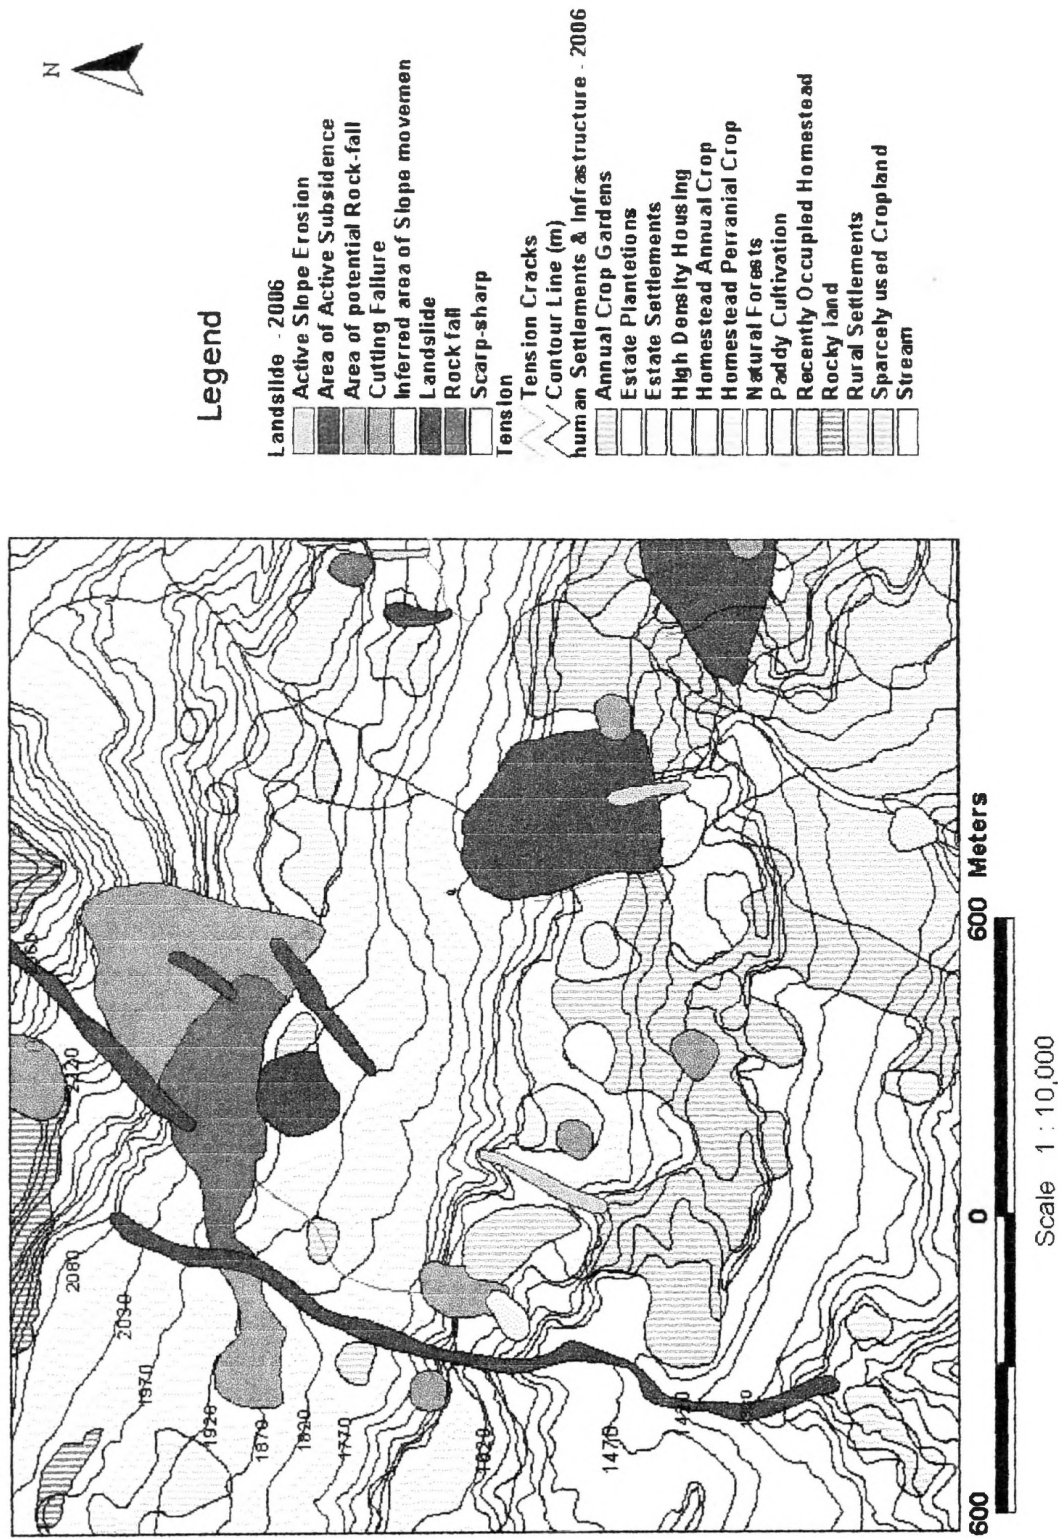 N
Legend
Landslide - 2006
Active Slope Erosion
Area of Active Subsidence
Area of potential Rock-fall
Cutting Failure
Inferred area of Slope movemen
Landslide
Rock fall
Scarp-sharp
Tension
Tension Cracks
Contour Line (m)
human Settlements & Infrastructure - 2006
Annual Crop Gardens
Estate Plantetions
Estate Settlements
High Density Housing
Homestead Annual Crop
Homestead Perranial Crop
Natural Forests
Paddy Cultivation
Recently Occupled Homestead
Rocky land
Rural Settlements
Sparcely used Cropland
Stream
2120
2080
2030
1970
1920
1870
1820
1770
1620
1470
600
0
600 Meters
Scale 1 : 10,000